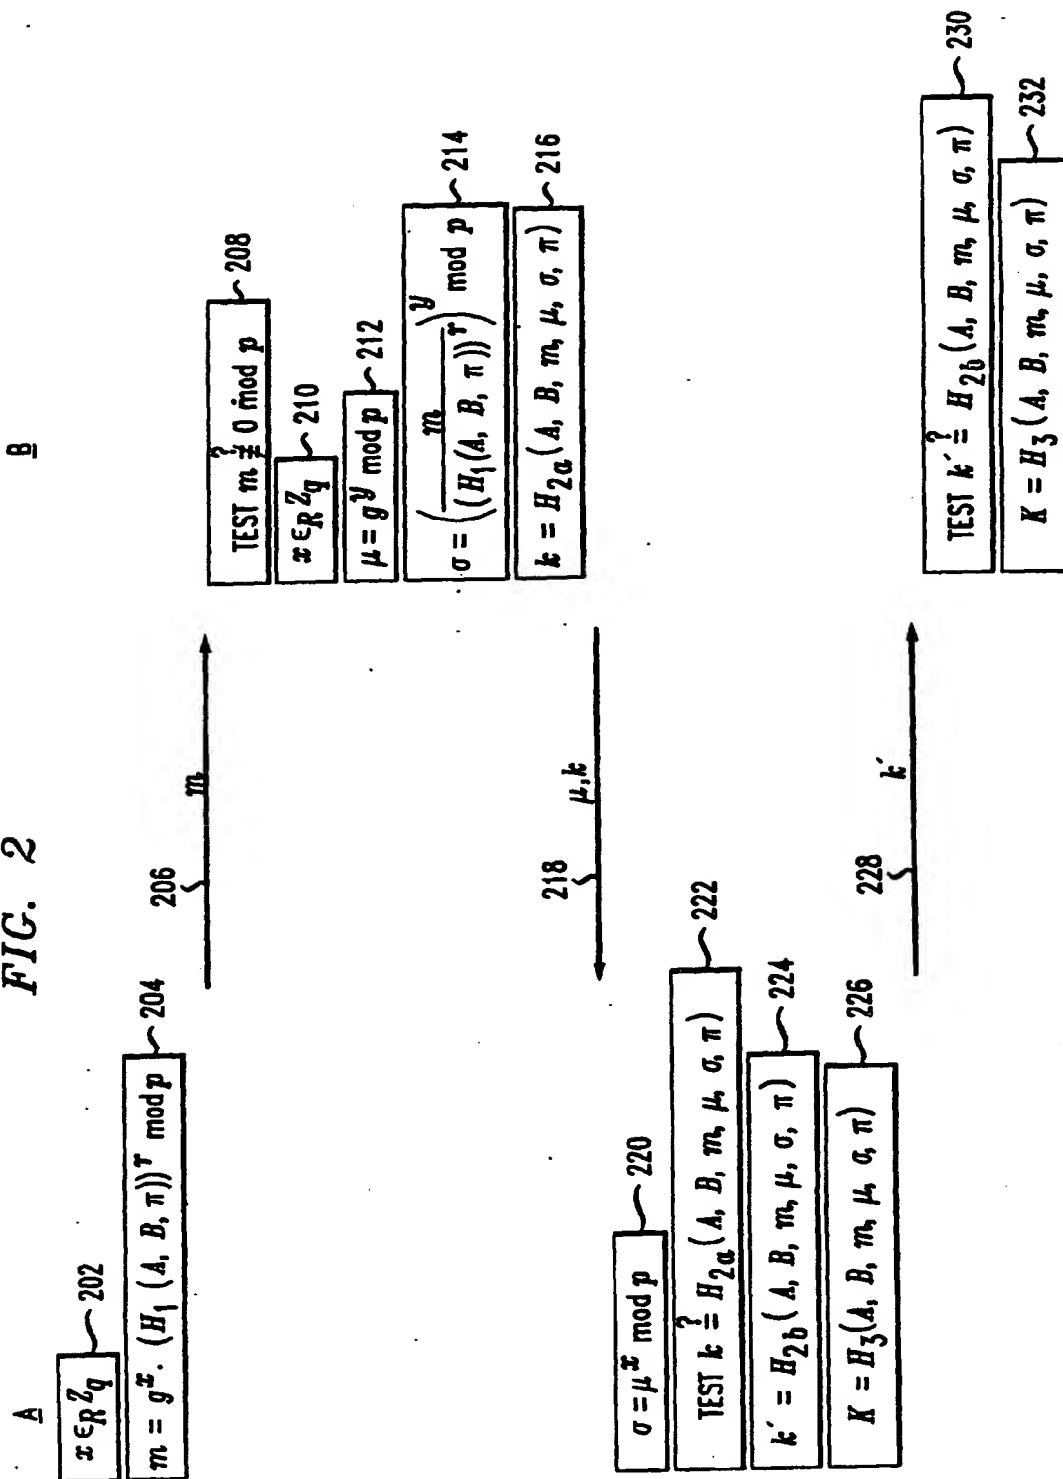 FIG. 2
A
B
x ∈R Zq
202
m = g^x · (H1 (A, B, π))^r mod p
204
206
m
TEST m ≢? 0 mod p
208
x ∈R Zq
210
μ = g^y mod p
212
σ = (m / ((H1(A, B, π))^r))^y mod p
214
k = H2a(A, B, m, μ, σ, π)
216
218
μ, k
σ = μ^x mod p
220
TEST k =? H2a(A, B, m, μ, σ, π)
222
k′ = H2b(A, B, m, μ, σ, π)
224
K = H3(A, B, m, μ, σ, π)
226
228
k′
TEST k′ =? H2b(A, B, m, μ, σ, π)
230
K = H3(A, B, m, μ, σ, π)
232